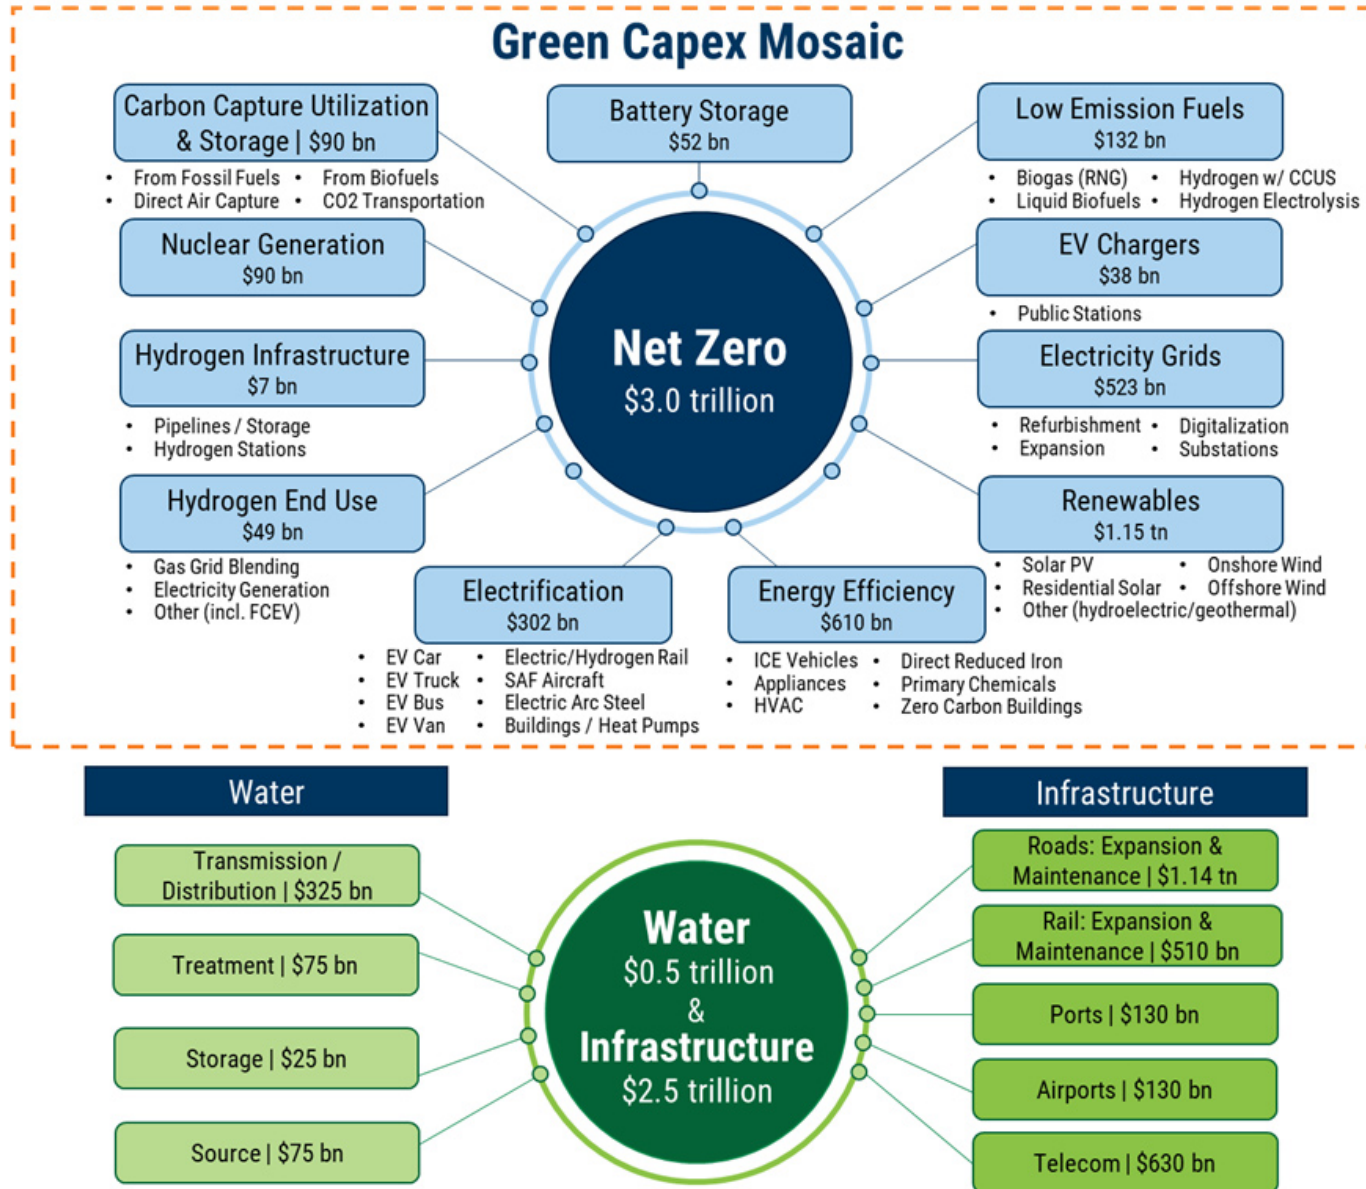 Green Capex Mosaic
Carbon Capture Utilization
& Storage | $90 bn
• From Fossil Fuels • From Biofuels
• Direct Air Capture • CO2 Transportation
Battery Storage
$52 bn
Low Emission Fuels
$132 bn
• Biogas (RNG) • Hydrogen w/ CCUS
• Liquid Biofuels • Hydrogen Electrolysis
Nuclear Generation
$90 bn
EV Chargers
$38 bn
• Public Stations
Hydrogen Infrastructure
$7 bn
• Pipelines / Storage
• Hydrogen Stations
Net Zero
$3.0 trillion
Electricity Grids
$523 bn
• Refurbishment • Digitalization
• Expansion • Substations
Hydrogen End Use
$49 bn
• Gas Grid Blending
• Electricity Generation
• Other (incl. FCEV)
Renewables
$1.15 tn
• Solar PV • Onshore Wind
• Residential Solar • Offshore Wind
• Other (hydroelectric/geothermal)
Electrification
$302 bn
• EV Car • Electric/Hydrogen Rail
• EV Truck • SAF Aircraft
• EV Bus • Electric Arc Steel
• EV Van • Buildings / Heat Pumps
Energy Efficiency
$610 bn
• ICE Vehicles • Direct Reduced Iron
• Appliances • Primary Chemicals
• HVAC • Zero Carbon Buildings
Water
Transmission /
Distribution | $325 bn
Treatment | $75 bn
Storage | $25 bn
Source | $75 bn
Water
$0.5 trillion
&
Infrastructure
$2.5 trillion
Infrastructure
Roads: Expansion &
Maintenance | $1.14 tn
Rail: Expansion &
Maintenance | $510 bn
Ports | $130 bn
Airports | $130 bn
Telecom | $630 bn